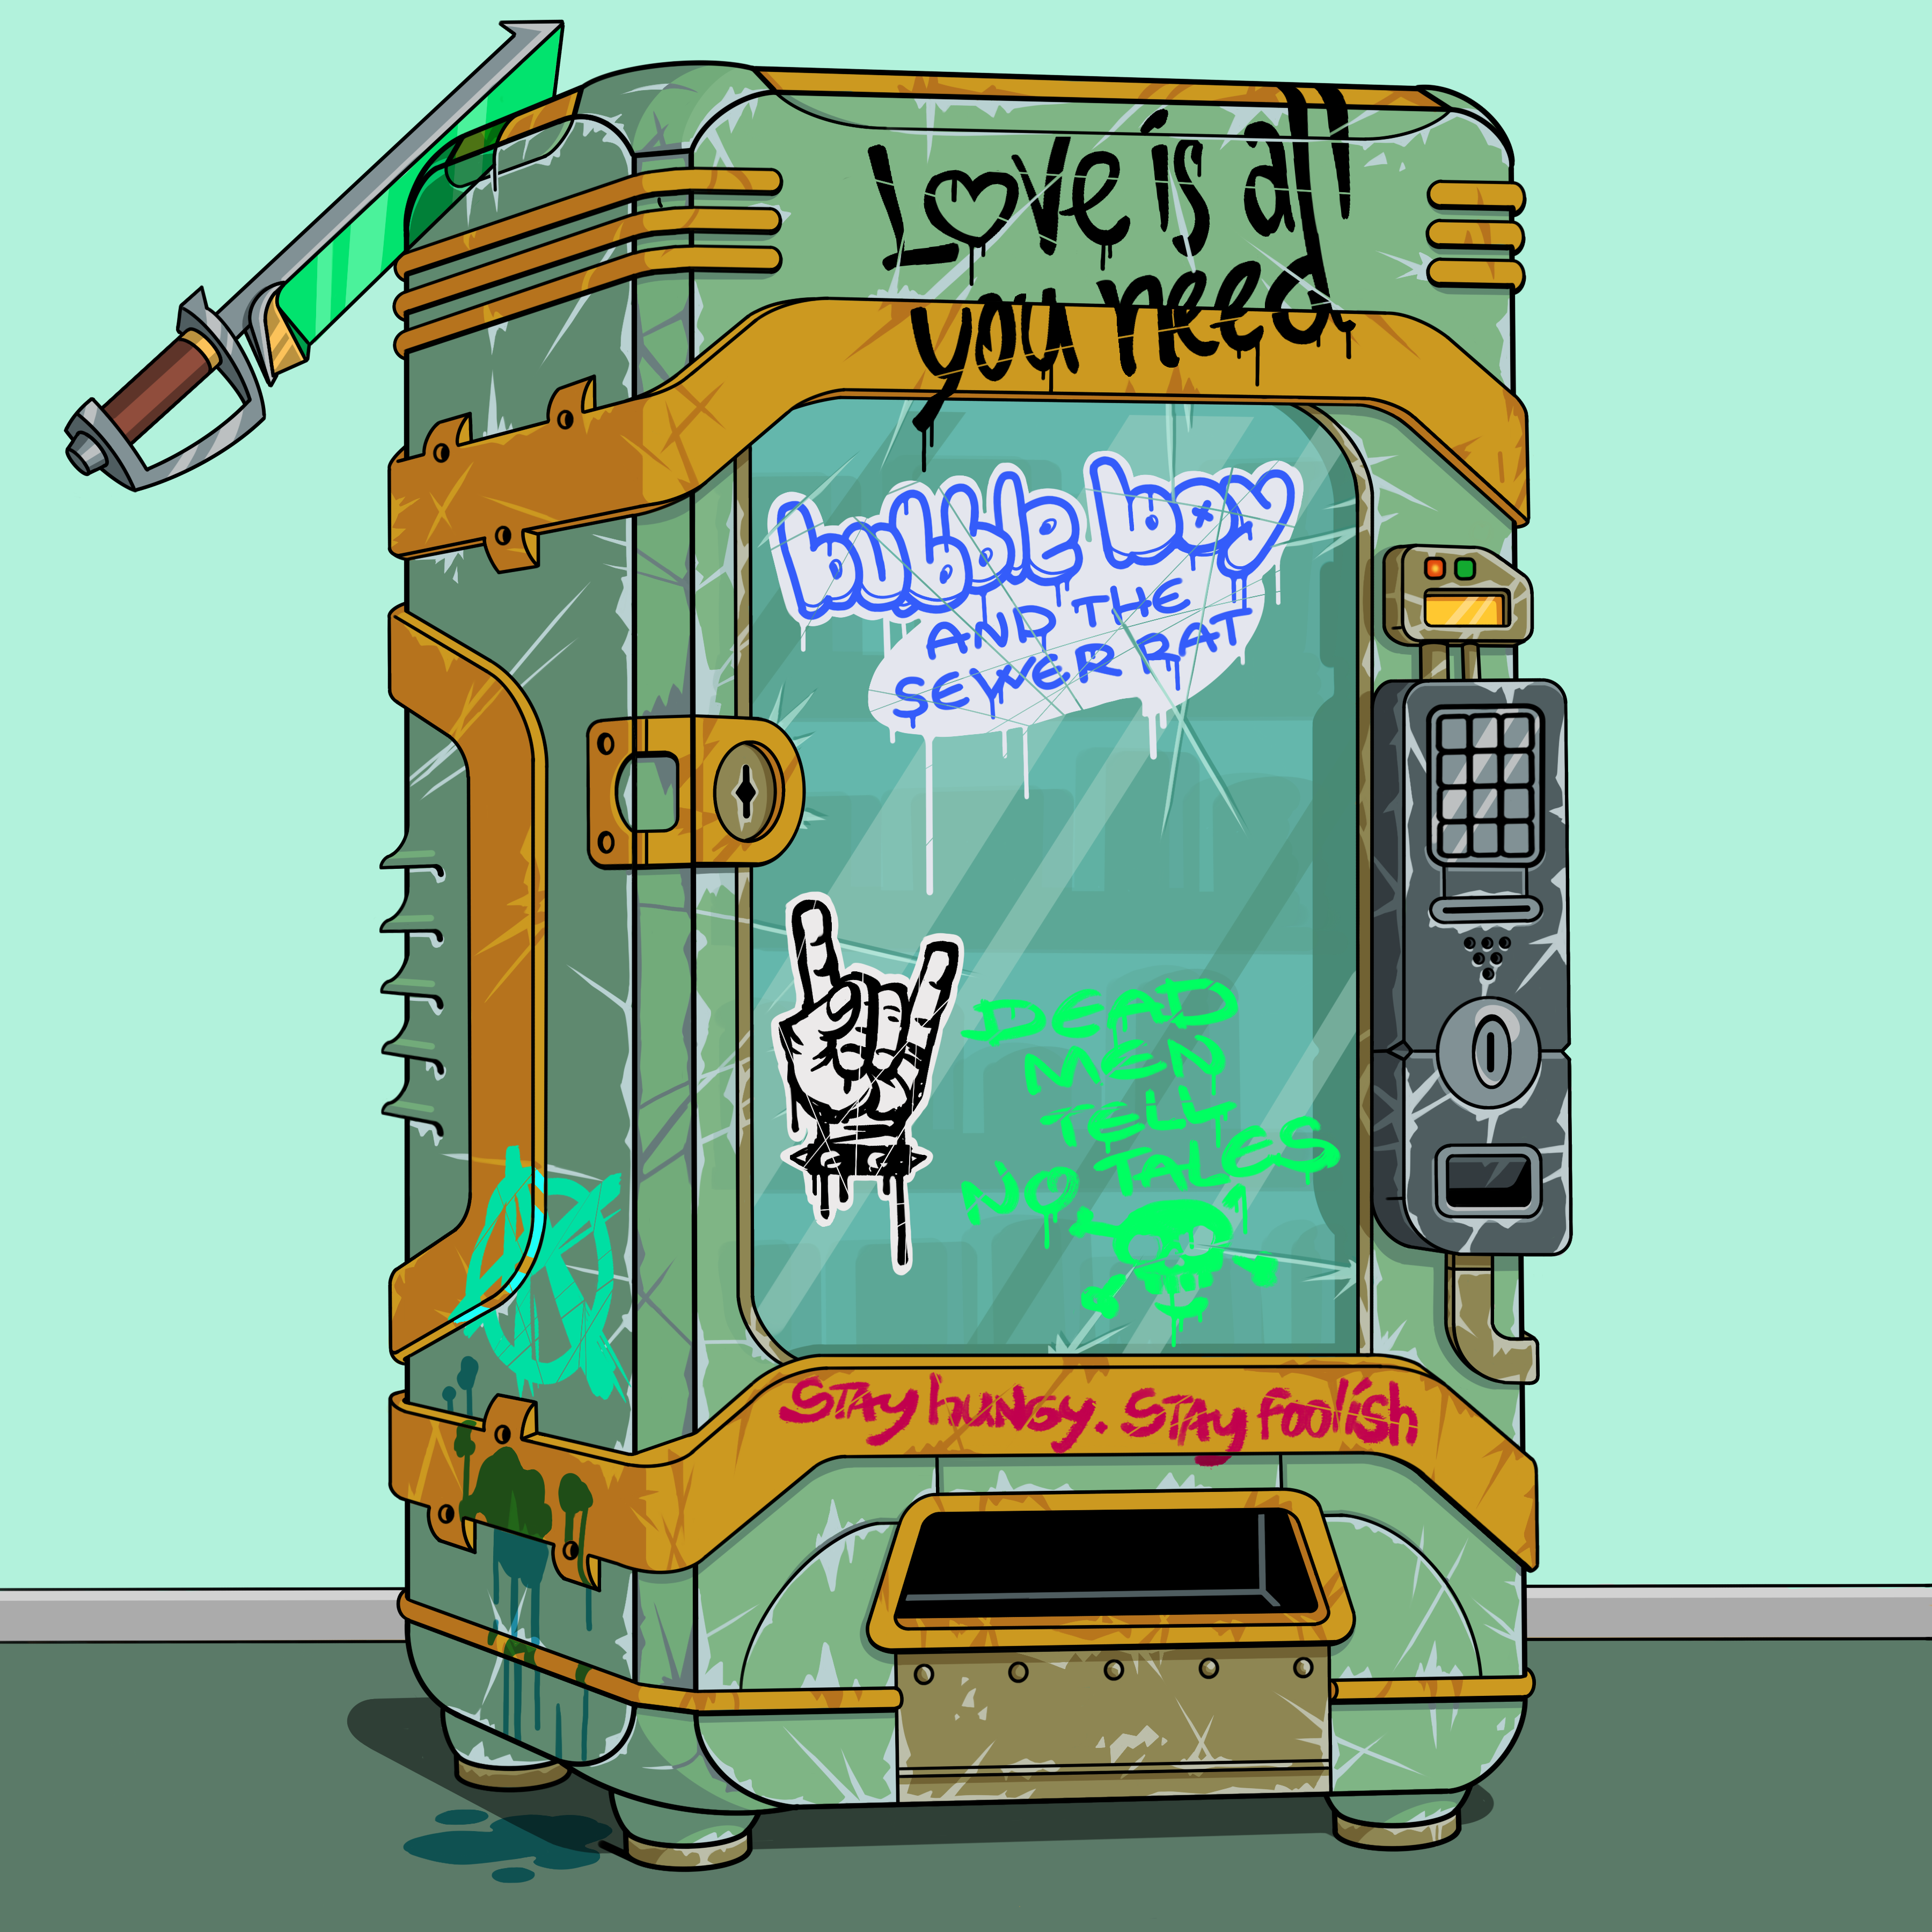 Love is all
you need
bubble boy
AND THE
SEWER RAT
DEAD
MEN
TELL
NO TALES
STAY hUNGy. STAY foolish